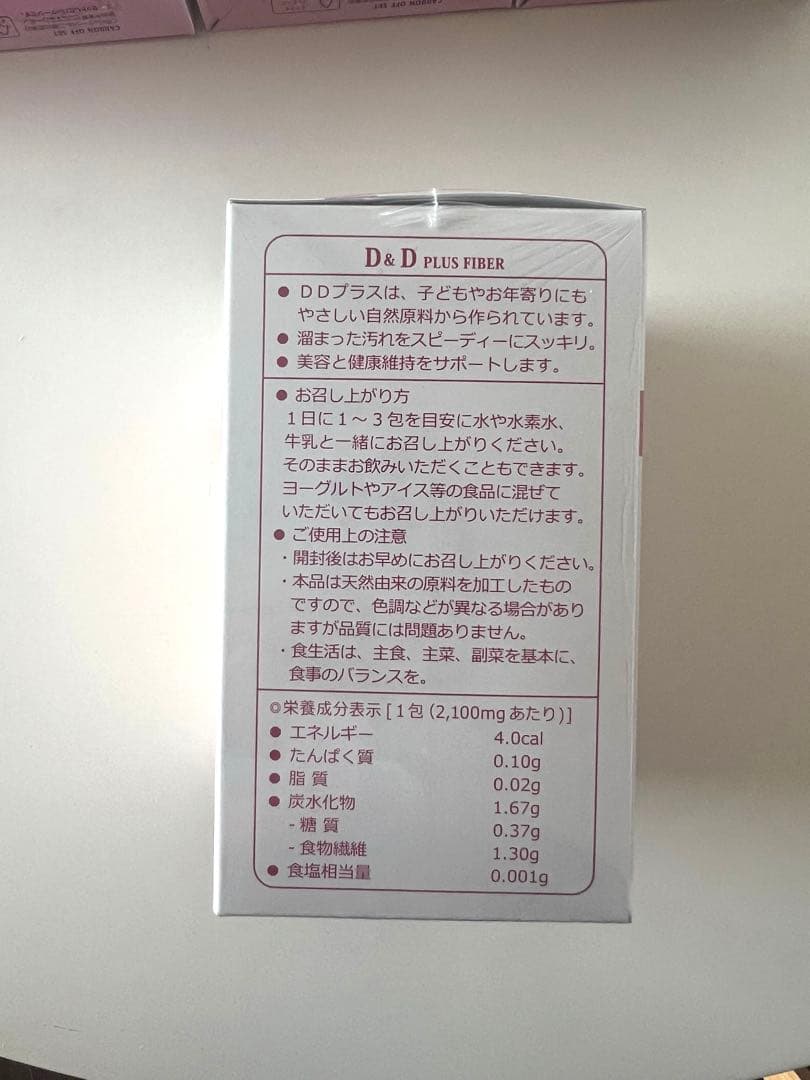 CARBON OFF SET
CARBON OFF SET
D & D PLUS FIBER
● DDプラスは、子どもやお年寄りにも
やさしい自然原料から作られています。
● 溜まった汚れをスピーディーにスッキリ。
● 美容と健康維持をサポートします。
● お召し上がり方
1日に1～3包を目安に水や水素水、
牛乳と一緒にお召し上がりください。
そのままお飲みいただくこともできます。
ヨーグルトやアイス等の食品に混ぜて
いただいてもお召し上がりいただけます。
● ご使用上の注意
・開封後はお早めにお召し上がりください。
・本品は天然由来の原料を加工したもの
ですので、色調などが異なる場合があり
ますが品質には問題ありません。
・食生活は、主食、主菜、副菜を基本に、
食事のバランスを。
◎栄養成分表示 [ 1包 (2,100mgあたり)]
● エネルギー 4.0cal
● たんぱく質 0.10g
● 脂 質 0.02g
● 炭水化物 1.67g
- 糖 質 0.37g
- 食物繊維 1.30g
● 食塩相当量 0.001g